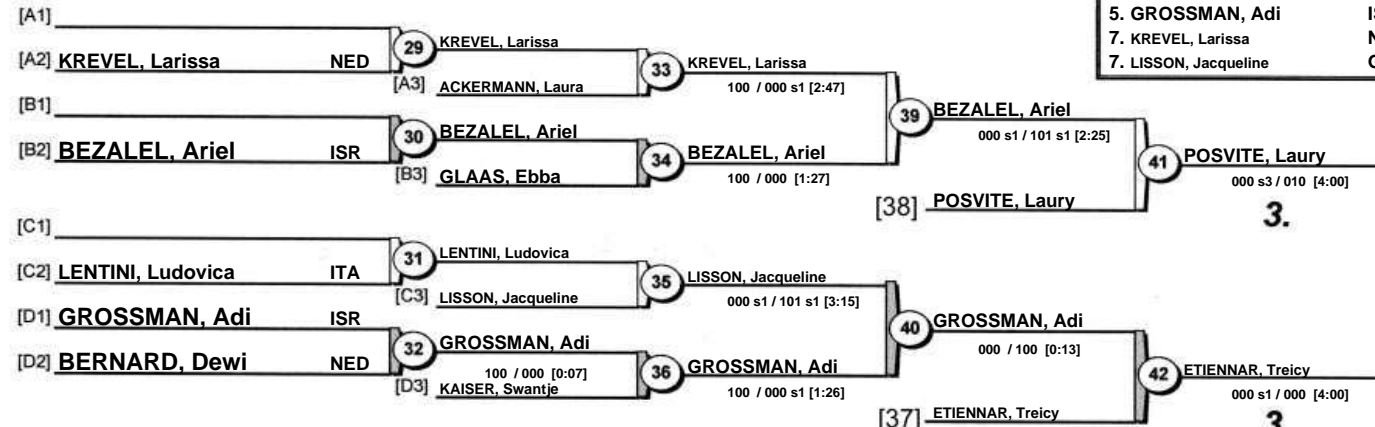 5. GROSSMAN, Adi
7. KREVEL, Larissa
7. LISSON, Jacqueline
[A1]
[A2] KREVEL, Larissa NED
29 KREVEL, Larissa
[A3] ACKERMANN, Laura
33 KREVEL, Larissa
100 / 000 s1 [2:47]
[B1]
[B2] BEZALEL, Ariel ISR
30 BEZALEL, Ariel
[B3] GLAAS, Ebba
34 BEZALEL, Ariel
100 / 000 [1:27]
39 BEZALEL, Ariel
000 s1 / 101 s1 [2:25]
[38] POSVITE, Laury
41 POSVITE, Laury
000 s3 / 010 [4:00]
3.
[C1]
[C2] LENTINI, Ludovica ITA
31 LENTINI, Ludovica
[C3] LISSON, Jacqueline
35 LISSON, Jacqueline
000 s1 / 101 s1 [3:15]
[D1] GROSSMAN, Adi ISR
[D2] BERNARD, Dewi NED
32 GROSSMAN, Adi
100 / 000 [0:07]
[D3] KAISER, Swantje
36 GROSSMAN, Adi
100 / 000 s1 [1:26]
40 GROSSMAN, Adi
000 / 100 [0:13]
[37] ETIENNAR, Treicy
42 ETIENNAR, Treicy
000 s1 / 000 [4:00]
3